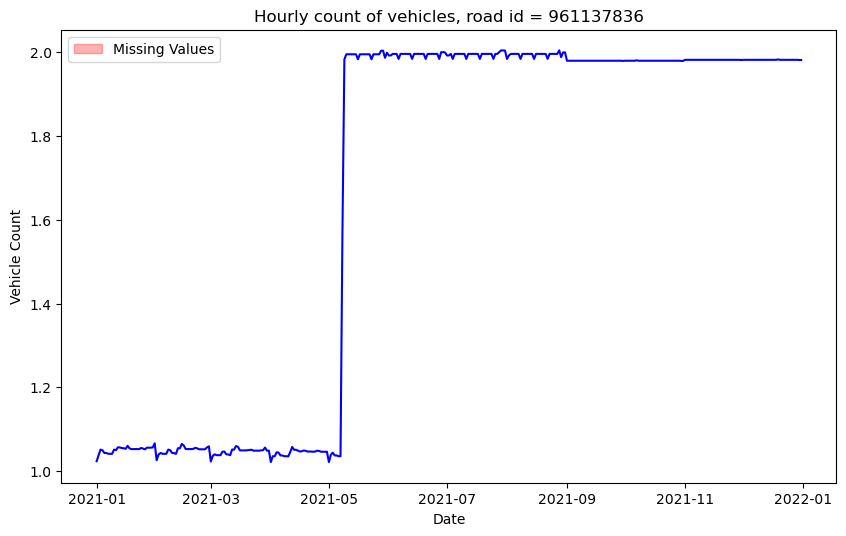 Hourly count of vehicles, road id = 961137836
Missing Values
Vehicle Count
2.0
1.8
1.6
1.4
1.2
1.0
2021-01 2021-03 2021-05 2021-07 2021-09 2021-11 2022-01
Date